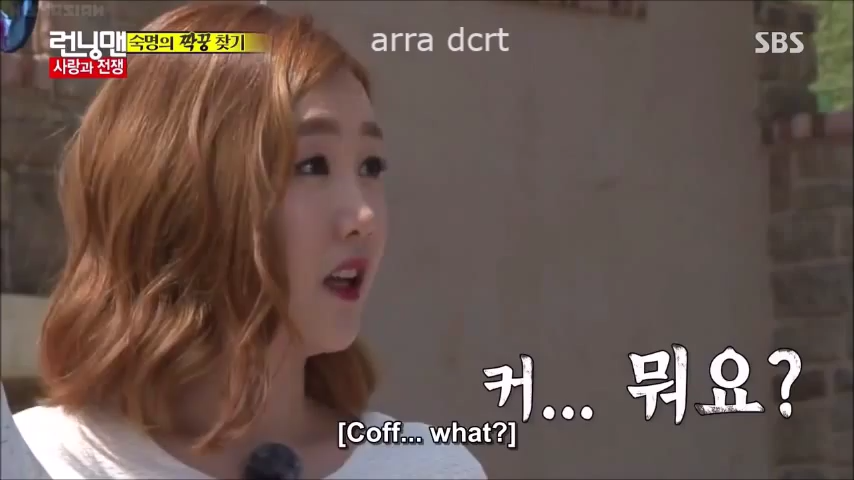 런닝맨 숙명의 짝꿍 찾기
사랑과 전쟁
arra dcrt
SBS
커... 뭐요?
[Coff... what?]